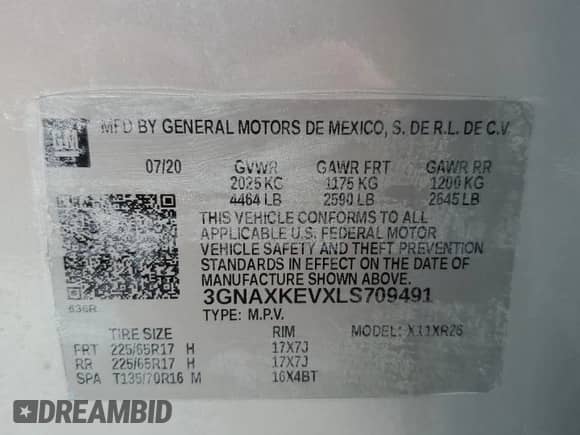 GM MFD BY GENERAL MOTORS DE MEXICO, S. DE R.L. DE C.V.
07/20 GVWR GAWR FRT GAWR RR
2025 KG 1175 KG 1200 KG
4464 LB 2590 LB 2645 LB
THIS VEHICLE CONFORMS TO ALL
APPLICABLE U.S. FEDERAL MOTOR
VEHICLE SAFETY AND THEFT PREVENTION
STANDARDS IN EFFECT ON THE DATE OF
MANUFACTURE SHOWN ABOVE.
636R 3GNAXKEVXLS709491
TYPE: M.P.V.
TIRE SIZE RIM MODEL: X11XR26
FRT 225/65R17 H 17X7J
RR 225/65R17 H 17X7J
SPA T135/70R16 M 16X4BT
DREAMBID